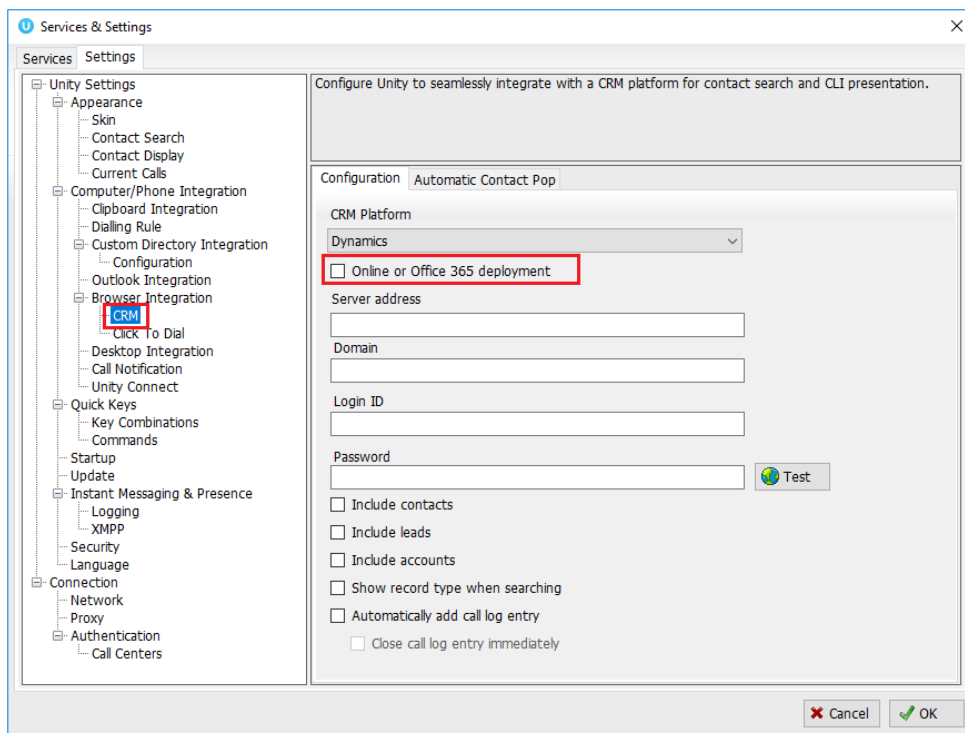 U Services & Settings
Services Settings
Unity Settings
Appearance
Skin
Contact Search
Contact Display
Current Calls
Computer/Phone Integration
Clipboard Integration
Dialling Rule
Custom Directory Integration
Configuration
Outlook Integration
Browser Integration
CRM
Click To Dial
Desktop Integration
Call Notification
Unity Connect
Quick Keys
Key Combinations
Commands
Startup
Update
Instant Messaging & Presence
Logging
XMPP
Security
Language
Connection
Network
Proxy
Authentication
Call Centers
Configure Unity to seamlessly integrate with a CRM platform for contact search and CLI presentation.
Configuration Automatic Contact Pop
CRM Platform
Dynamics
Online or Office 365 deployment
Server address
Domain
Login ID
Password
Test
Include contacts
Include leads
Include accounts
Show record type when searching
Automatically add call log entry
Close call log entry immediately
Cancel OK